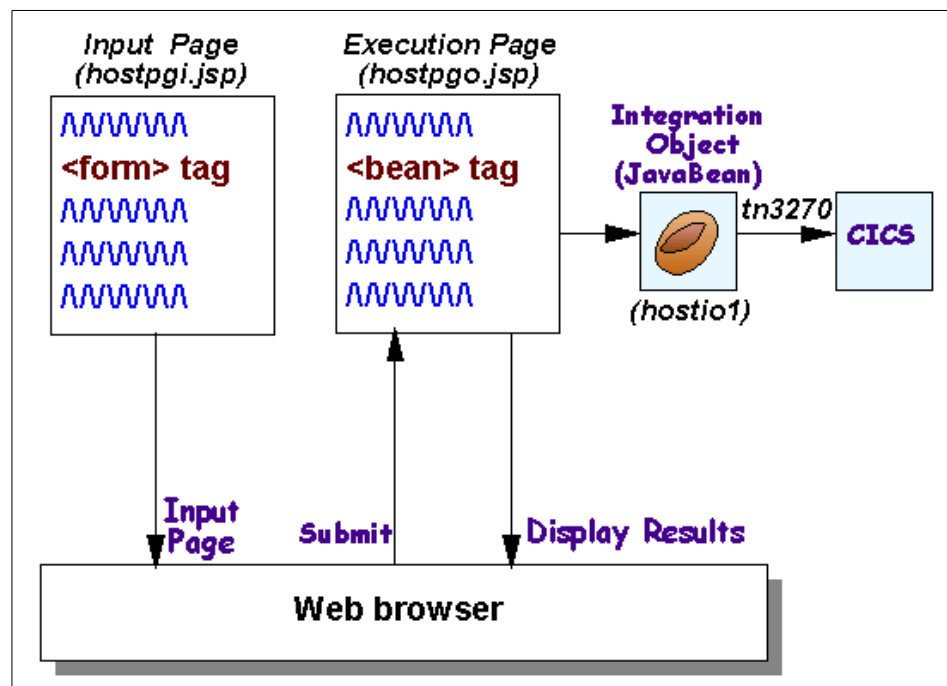 Input Page
(hostpgi.jsp)
<form> tag
Execution Page
(hostpgo.jsp)
<bean> tag
Integration
Object
(JavaBean)
(hostio1)
tn3270
CICS
Input
Page
Submit
Display Results
Web browser